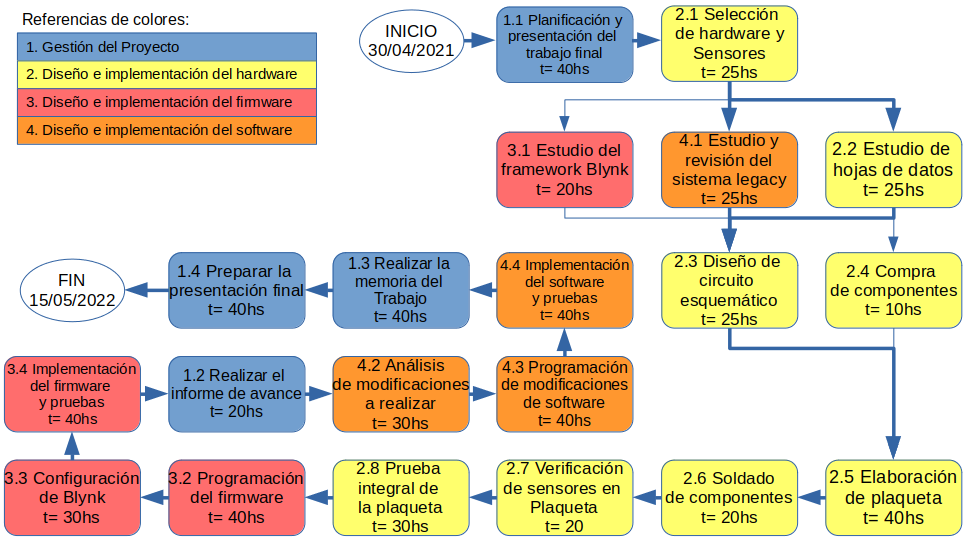 Referencias de colores:
1. Gestión del Proyecto
2. Diseño e implementación del hardware
3. Diseño e implementación del firmware
4. Diseño e implementación del software
INICIO
30/04/2021
1.1 Planificación y
presentación del
trabajo final
t= 40hs
2.1 Selección
de hardware y
Sensores
t= 25hs
3.1 Estudio del
framework Blynk
t= 20hs
4.1 Estudio y
revisión del
sistema legacy
t= 25hs
2.2 Estudio de
hojas de datos
t= 25hs
FIN
15/05/2022
1.4 Preparar la
presentación final
t= 40hs
1.3 Realizar la
memoria del
Trabajo
t= 40hs
4.4 Implementación
del software
y pruebas
t= 40hs
2.3 Diseño de
circuito
esquemático
t= 25hs
2.4 Compra
de componentes
t= 10hs
3.4 Implementación
del firmware
y pruebas
t= 40hs
1.2 Realizar el
informe de avance
t= 20hs
4.2 Análisis
de modificaciones
a realizar
t= 30hs
4.3 Programación
de modificaciones
de software
t= 40hs
3.3 Configuración
de Blynk
t= 30hs
3.2 Programación
del firmware
t= 40hs
2.8 Prueba
integral de
la plaqueta
t= 30hs
2.7 Verificación
de sensores en
Plaqueta
t= 20
2.6 Soldado
de componentes
t= 20hs
2.5 Elaboración
de plaqueta
t= 40hs